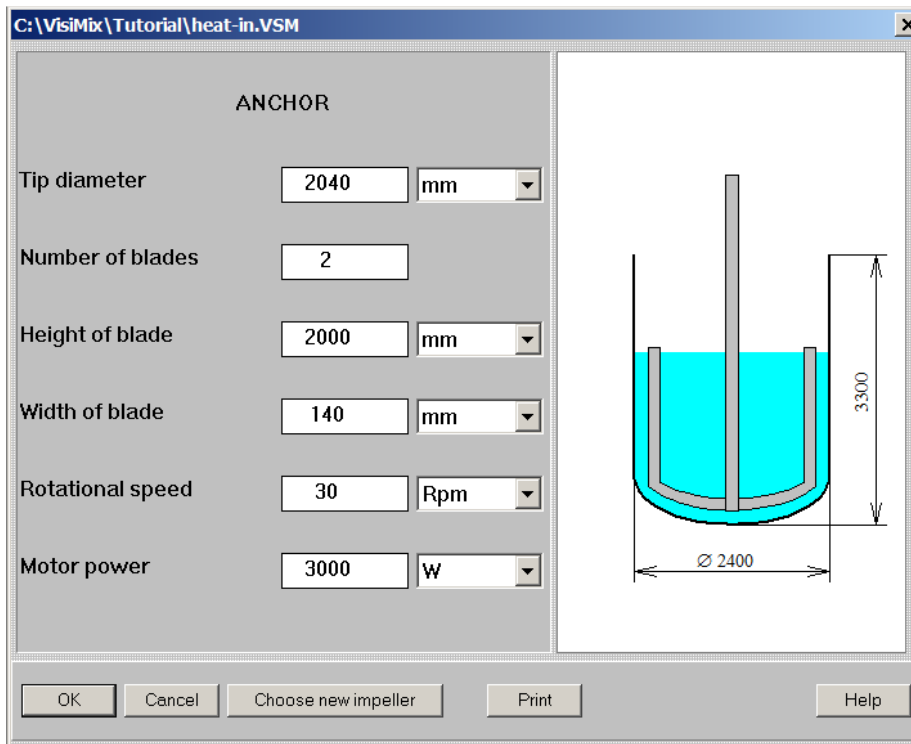 C:\VisiMix\Tutorial\heat-in.VSM
ANCHOR
Tip diameter 2040 mm
Number of blades 2
Height of blade 2000 mm
Width of blade 140 mm
Rotational speed 30 Rpm
Motor power 3000 W
3300
∅ 2400
OK Cancel Choose new impeller Print Help